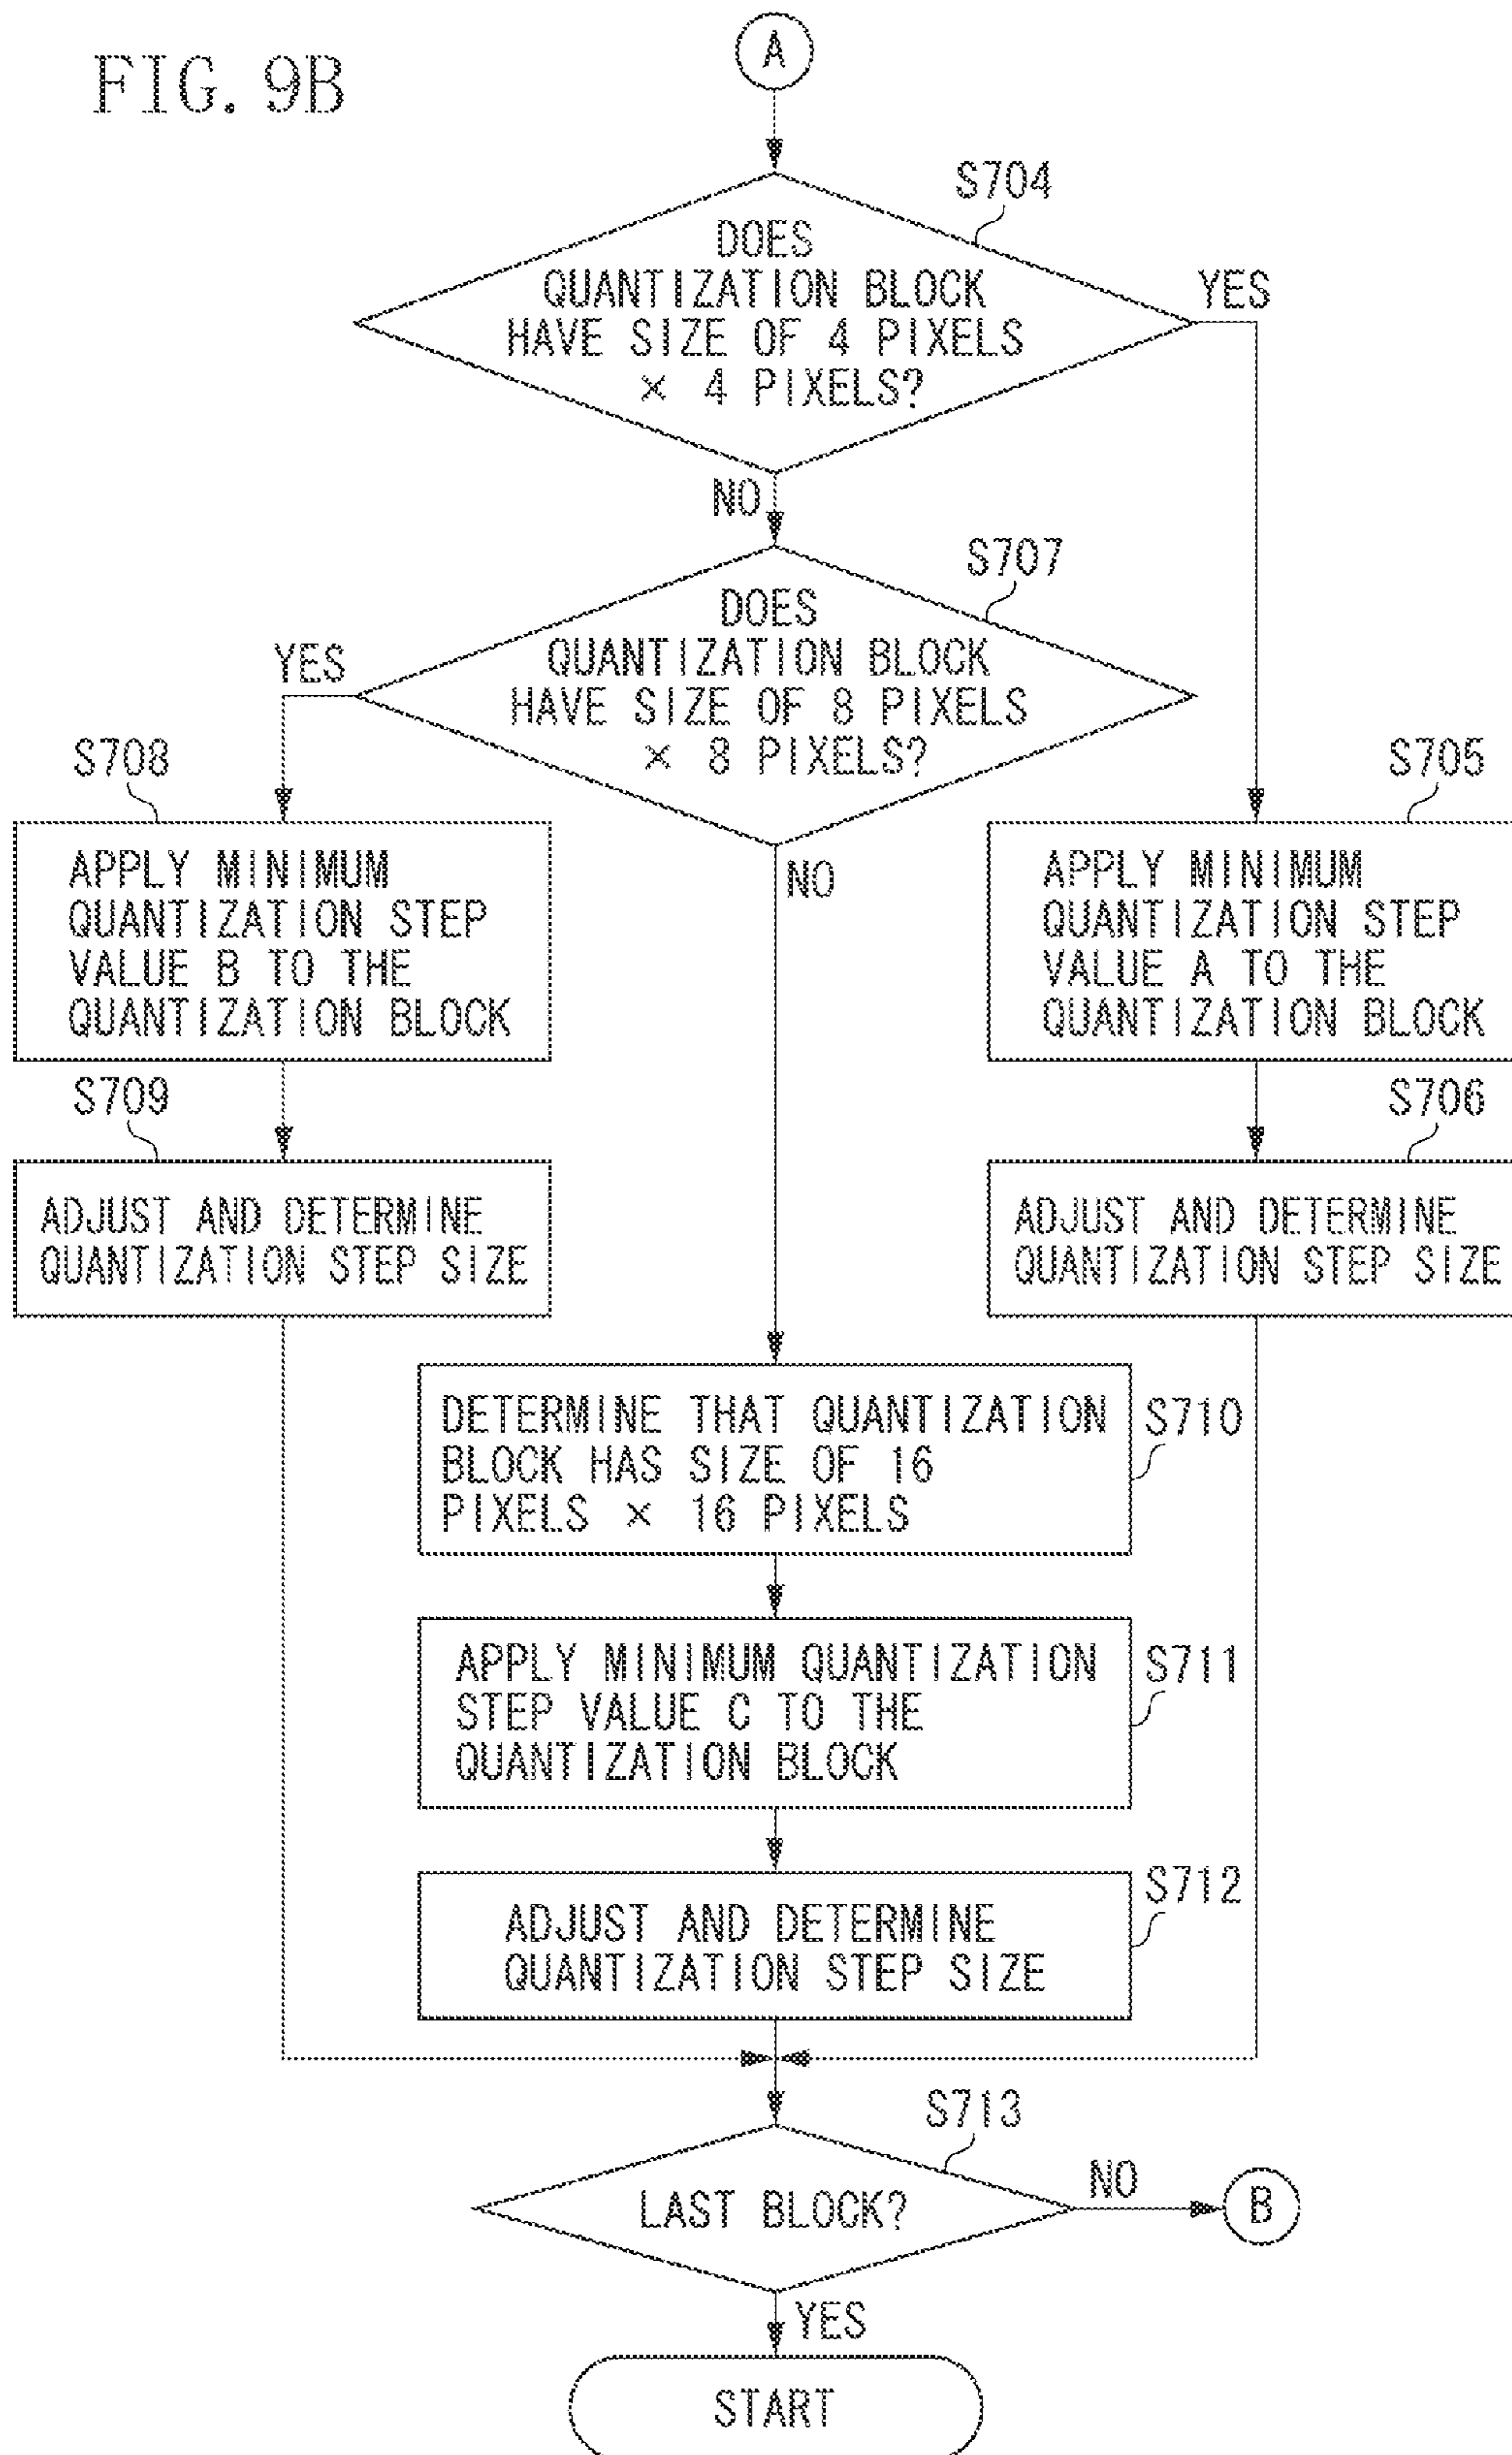 FIG. 9B
A
S704
DOES
QUANTIZATION BLOCK
HAVE SIZE OF 4 PIXELS
× 4 PIXELS?
YES
NO
S707
DOES
QUANTIZATION BLOCK
HAVE SIZE OF 8 PIXELS
× 8 PIXELS?
YES
NO
S708
APPLY MINIMUM
QUANTIZATION STEP
VALUE B TO THE
QUANTIZATION BLOCK
S705
APPLY MINIMUM
QUANTIZATION STEP
VALUE A TO THE
QUANTIZATION BLOCK
S709
ADJUST AND DETERMINE
QUANTIZATION STEP SIZE
S706
ADJUST AND DETERMINE
QUANTIZATION STEP SIZE
DETERMINE THAT QUANTIZATION
BLOCK HAS SIZE OF 16
PIXELS × 16 PIXELS
S710
APPLY MINIMUM QUANTIZATION
STEP VALUE C TO THE
QUANTIZATION BLOCK
S711
ADJUST AND DETERMINE
QUANTIZATION STEP SIZE
S712
S713
LAST BLOCK?
NO
B
YES
START